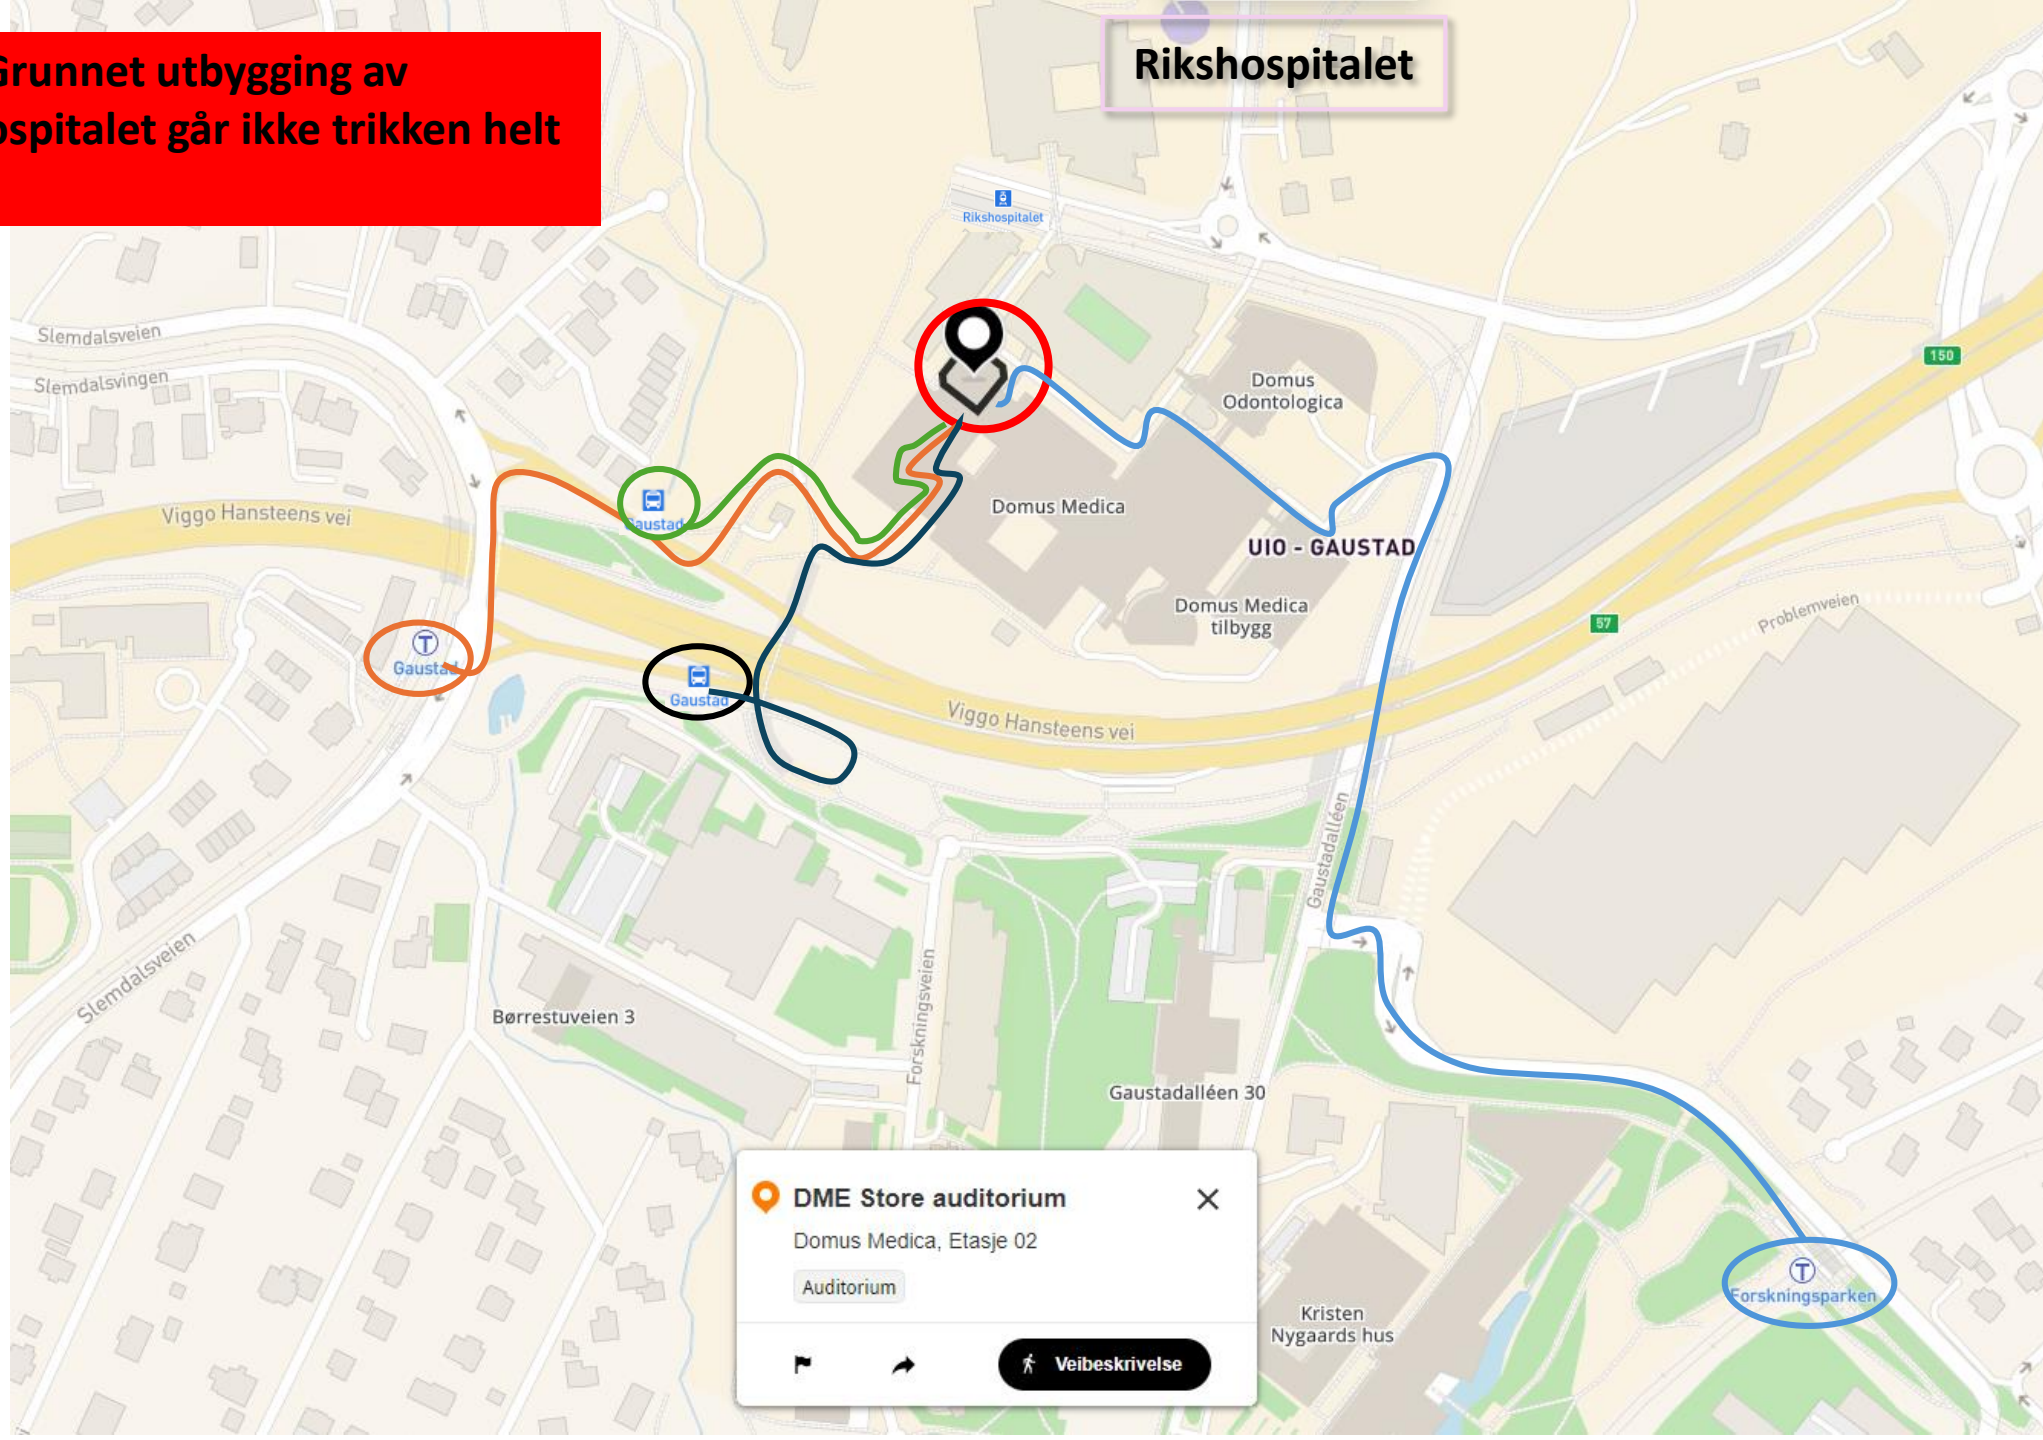 Grunnet utbygging av
ospitalet går ikke trikken helt
Rikshospitalet
Rikshospitalet
Slemdalsveien
Slemdalsvingen
150
Domus
Odontologica
Viggo Hansteens vei
Gaustad
Domus Medica
UIO - GAUSTAD
Domus Medica
tilbygg
57
Problemveien
T
Gaustad
Gaustad
Viggo Hansteens vei
Gaustadalléen
Slemdalsveien
Børrestuveien 3
Forskningsveien
Gaustadalléen 30
DME Store auditorium
Domus Medica, Etasje 02
Auditorium
Veibeskrivelse
Kristen
Nygaards hus
T
Forskningsparken